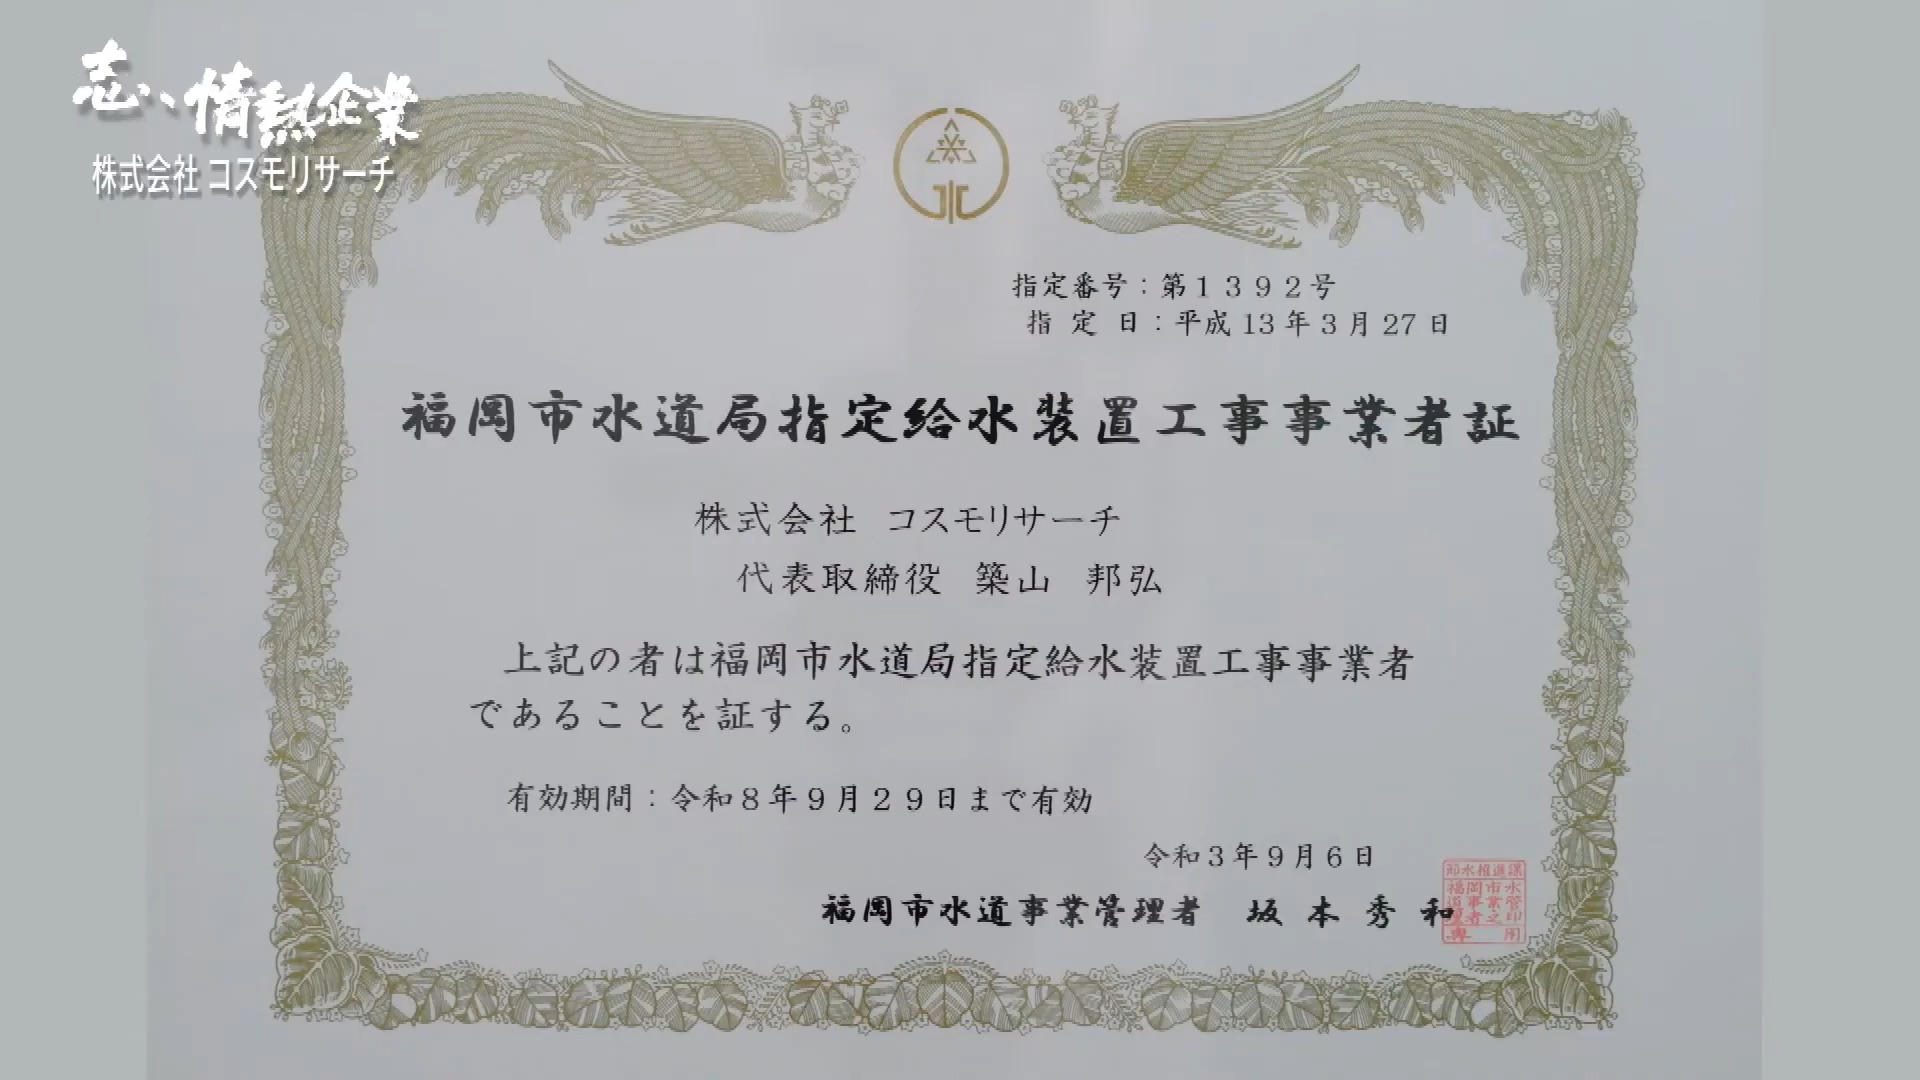 志、情熱企業
株式会社 コスモリサーチ
指定番号：第１３９２号
指 定 日：平成 13 年 3 月 27 日
福岡市水道局指定給水装置工事事業者証
株式会社　コスモリサーチ
代表取締役　築山　邦弘
上記の者は福岡市水道局指定給水装置工事事業者
であることを証する。
有効期間：令和８年９月２９日まで有効
令和３年９月６日
福岡市水道事業管理者　坂 本 秀 和
節水推進課